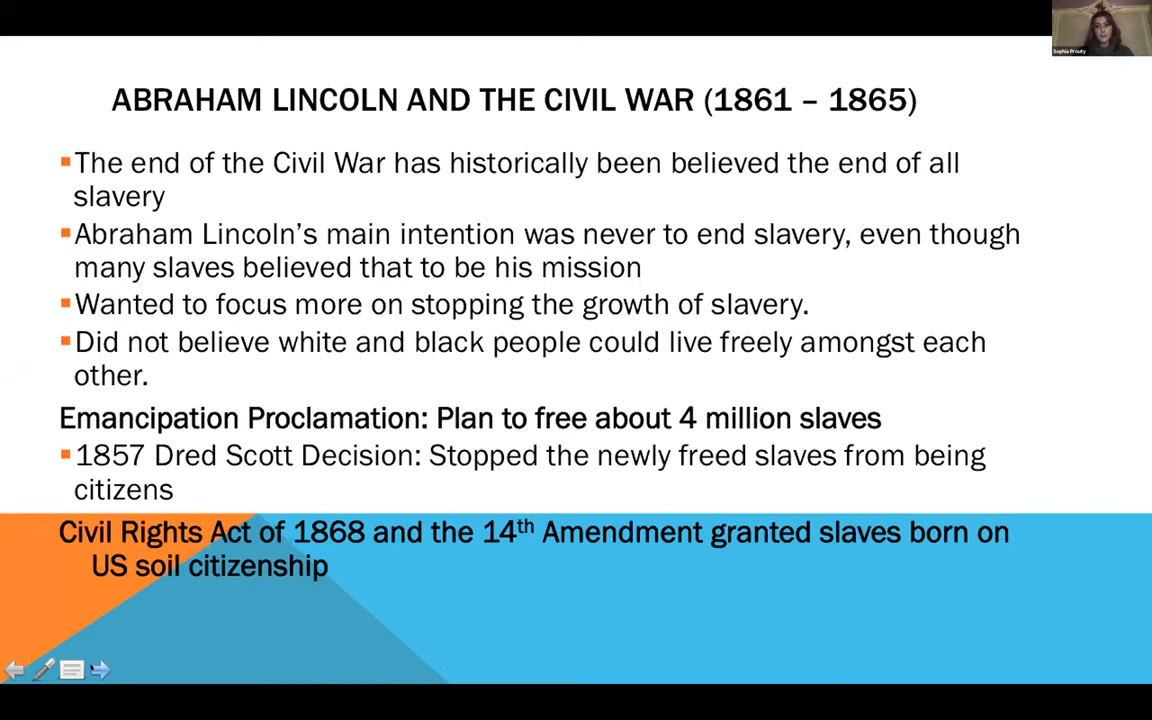 Sophia Prouty
ABRAHAM LINCOLN AND THE CIVIL WAR (1861 – 1865)
▪The end of the Civil War has historically been believed the end of all
slavery
▪Abraham Lincoln’s main intention was never to end slavery, even though
many slaves believed that to be his mission
▪Wanted to focus more on stopping the growth of slavery.
▪Did not believe white and black people could live freely amongst each
other.
Emancipation Proclamation: Plan to free about 4 million slaves
▪1857 Dred Scott Decision: Stopped the newly freed slaves from being
citizens
Civil Rights Act of 1868 and the 14th Amendment granted slaves born on
US soil citizenship